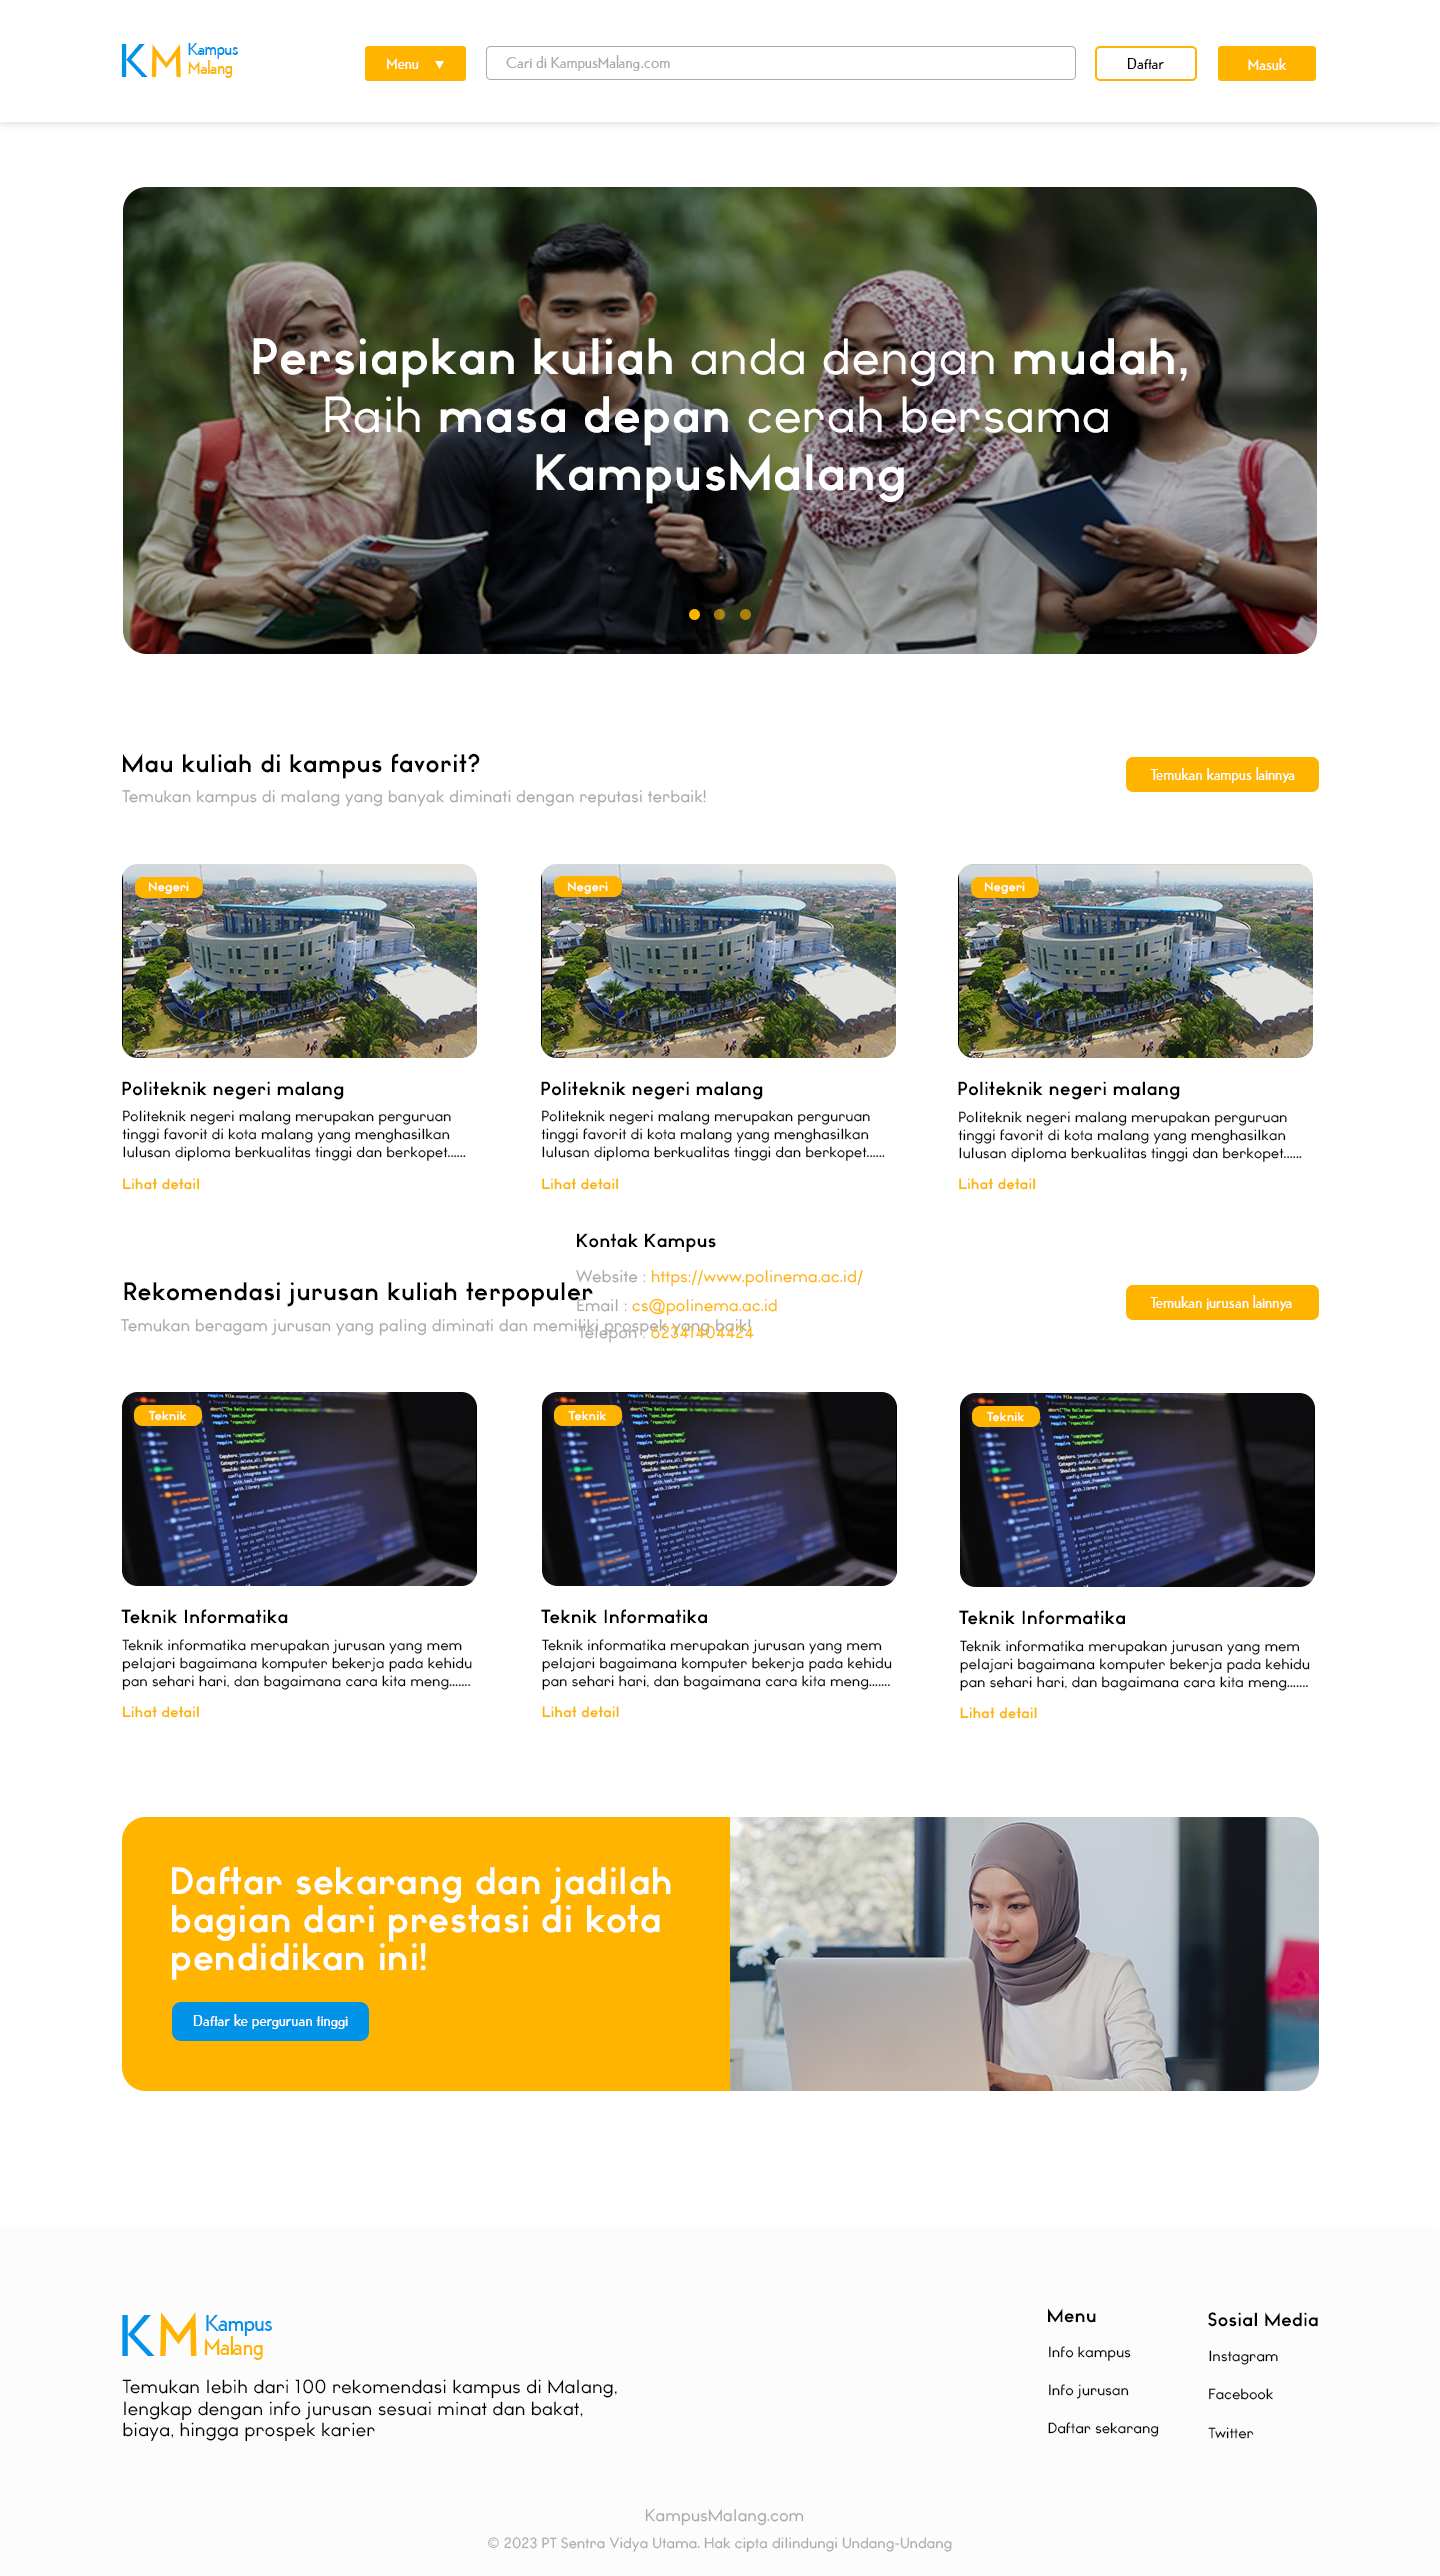 KM Kampus
Malang
Menu
Cari di KampusMalang.com
Daftar
Masuk
Persiapkan kuliah anda dengan mudah,
Raih masa depan cerah bersama
KampusMalang
Mau kuliah di kampus favorit?
Temukan kampus di malang yang banyak diminati dengan reputasi terbaik!
Temukan kampus lainnya
Negeri
Politeknik negeri malang
Politeknik negeri malang merupakan perguruan
tinggi favorit di kota malang yang menghasilkan
lulusan diploma berkualitas tinggi dan berkopet......
Lihat detail
Negeri
Politeknik negeri malang
Politeknik negeri malang merupakan perguruan
tinggi favorit di kota malang yang menghasilkan
lulusan diploma berkualitas tinggi dan berkopet......
Lihat detail
Negeri
Politeknik negeri malang
Politeknik negeri malang merupakan perguruan
tinggi favorit di kota malang yang menghasilkan
lulusan diploma berkualitas tinggi dan berkopet......
Lihat detail
Kontak Kampus
Website : https://www.polinema.ac.id/
Email : cs@polinema.ac.id
Telepon : 62341404424
Rekomendasi jurusan kuliah terpopuler
Temukan beragam jurusan yang paling diminati dan memiliki prospek yang baik!
Temukan jurusan lainnya
Teknik
Teknik Informatika
Teknik informatika merupakan jurusan yang mem
pelajari bagaimana komputer bekerja pada kehidu
pan sehari hari, dan bagaimana cara kita meng.......
Lihat detail
Teknik
Teknik Informatika
Teknik informatika merupakan jurusan yang mem
pelajari bagaimana komputer bekerja pada kehidu
pan sehari hari, dan bagaimana cara kita meng.......
Lihat detail
Teknik
Teknik Informatika
Teknik informatika merupakan jurusan yang mem
pelajari bagaimana komputer bekerja pada kehidu
pan sehari hari, dan bagaimana cara kita meng.......
Lihat detail
Daftar sekarang dan jadilah
bagian dari prestasi di kota
pendidikan ini!
Daftar ke perguruan tinggi
KM Kampus
Malang
Temukan lebih dari 100 rekomendasi kampus di Malang,
lengkap dengan info jurusan sesuai minat dan bakat,
biaya, hingga prospek karier
Menu
Info kampus
Info jurusan
Daftar sekarang
Sosial Media
Instagram
Facebook
Twitter
KampusMalang.com
© 2023 PT Sentra Vidya Utama. Hak cipta dilindungi Undang-Undang